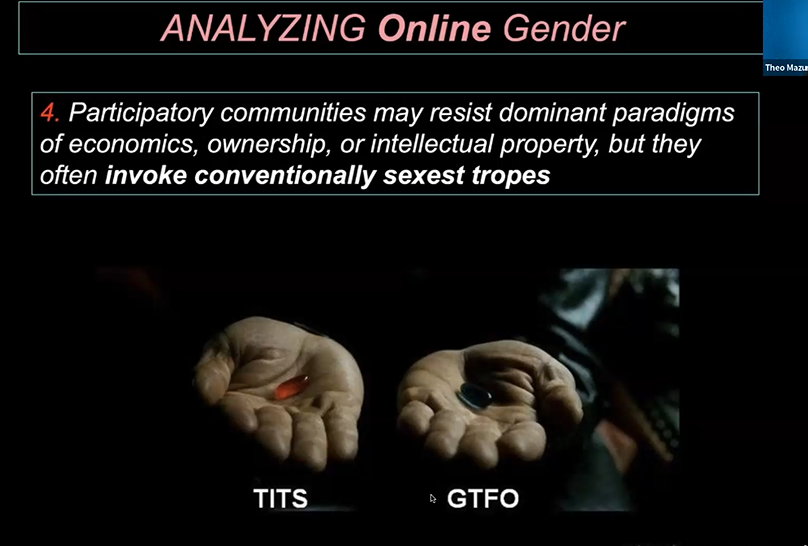 ANALYZING Online Gender
Theo Mazur
4. Participatory communities may resist dominant paradigms
of economics, ownership, or intellectual property, but they
often invoke conventionally sexest tropes
TITS
GTFO